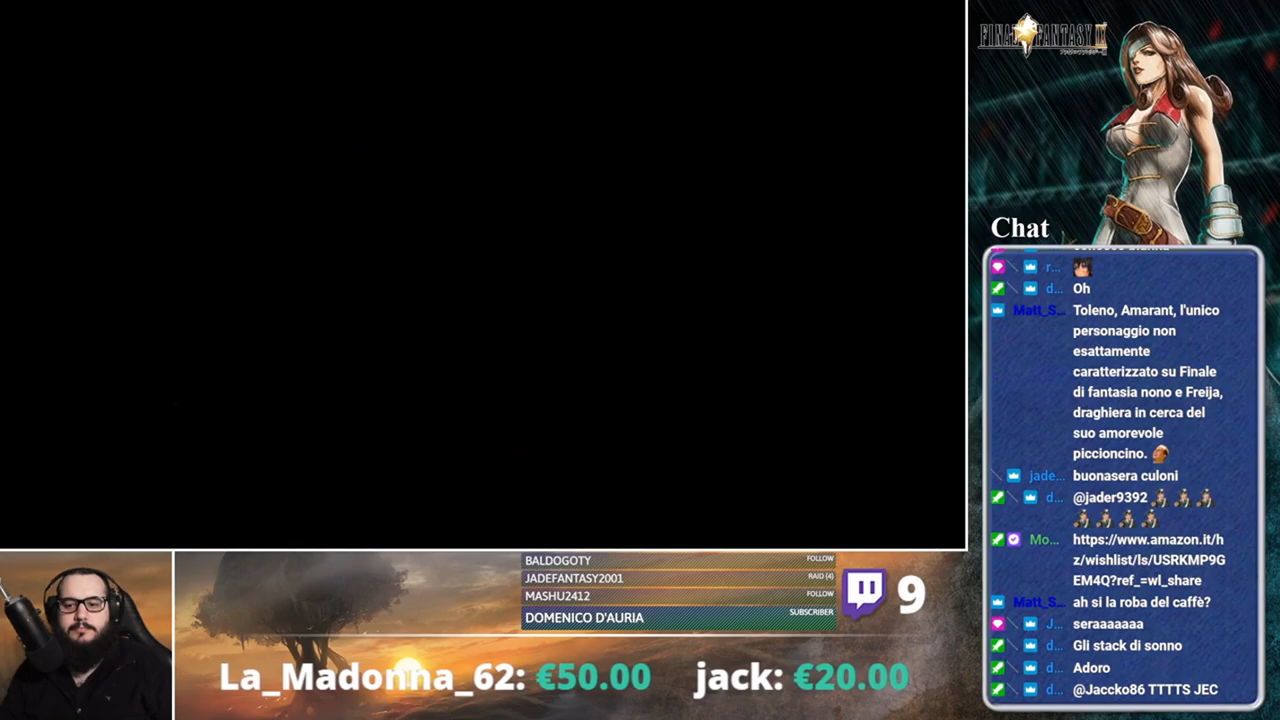 FINAL FANTASY IX
Chat
r...
d... Oh
Matt_S... Toleno, Amarant, l'unico
personaggio non
esattamente
caratterizzato su Finale
di fantasia nono e Freija,
draghiera in cerca del
suo amorevole
piccioncino.
jade... buonasera culoni
d... @jader9392
Mo... https://www.amazon.it/h
z/wishlist/ls/USRKMP9G
EM4Q?ref_=wl_share
Matt_S... ah si la roba del caffè?
J... seraaaaaaa
d... Gli stack di sonno
d... Adoro
d... @Jaccko86 TTTTS JEC
BALDOGOTY FOLLOW
JADEFANTASY2001 RAID (4)
MASHU2412 FOLLOW
DOMENICO D'AURIA SUBSCRIBER
9
La_Madonna_62: €50.00 jack: €20.00